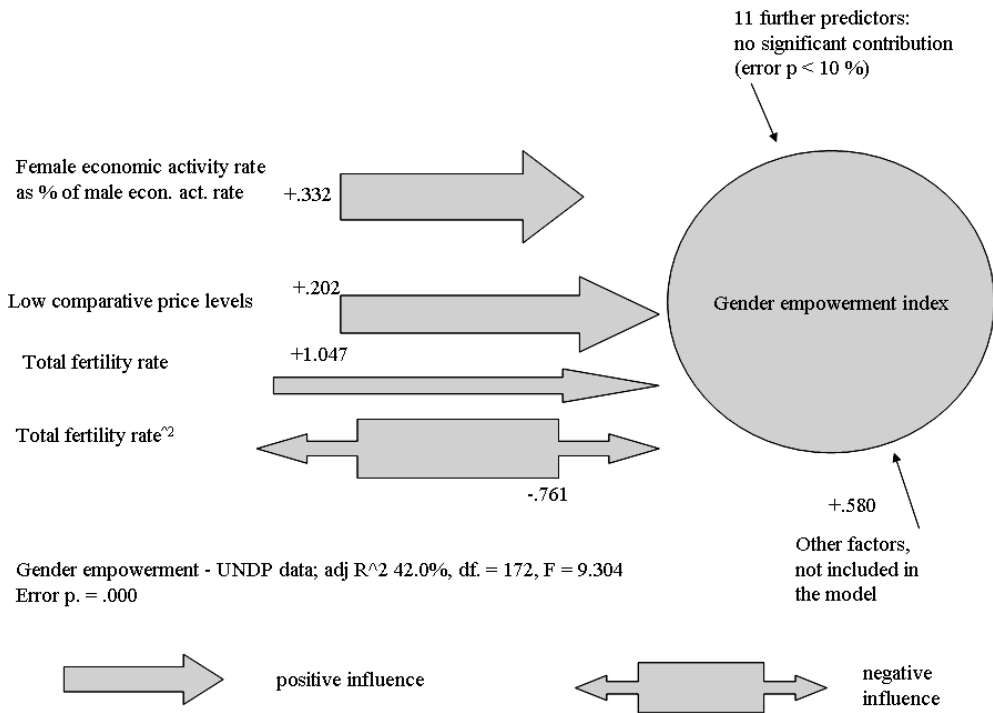 11 further predictors:
no significant contribution
(error p < 10 %)
Female economic activity rate
as % of male econ. act. rate
+.332
Low comparative price levels
+.202
Gender empowerment index
Total fertility rate
+1.047
Total fertility rate^2
-.761
+.580
Other factors,
not included in
the model
Gender empowerment - UNDP data; adj R^2 42.0%, df. = 172, F = 9.304
Error p. = .000
positive influence
negative
influence